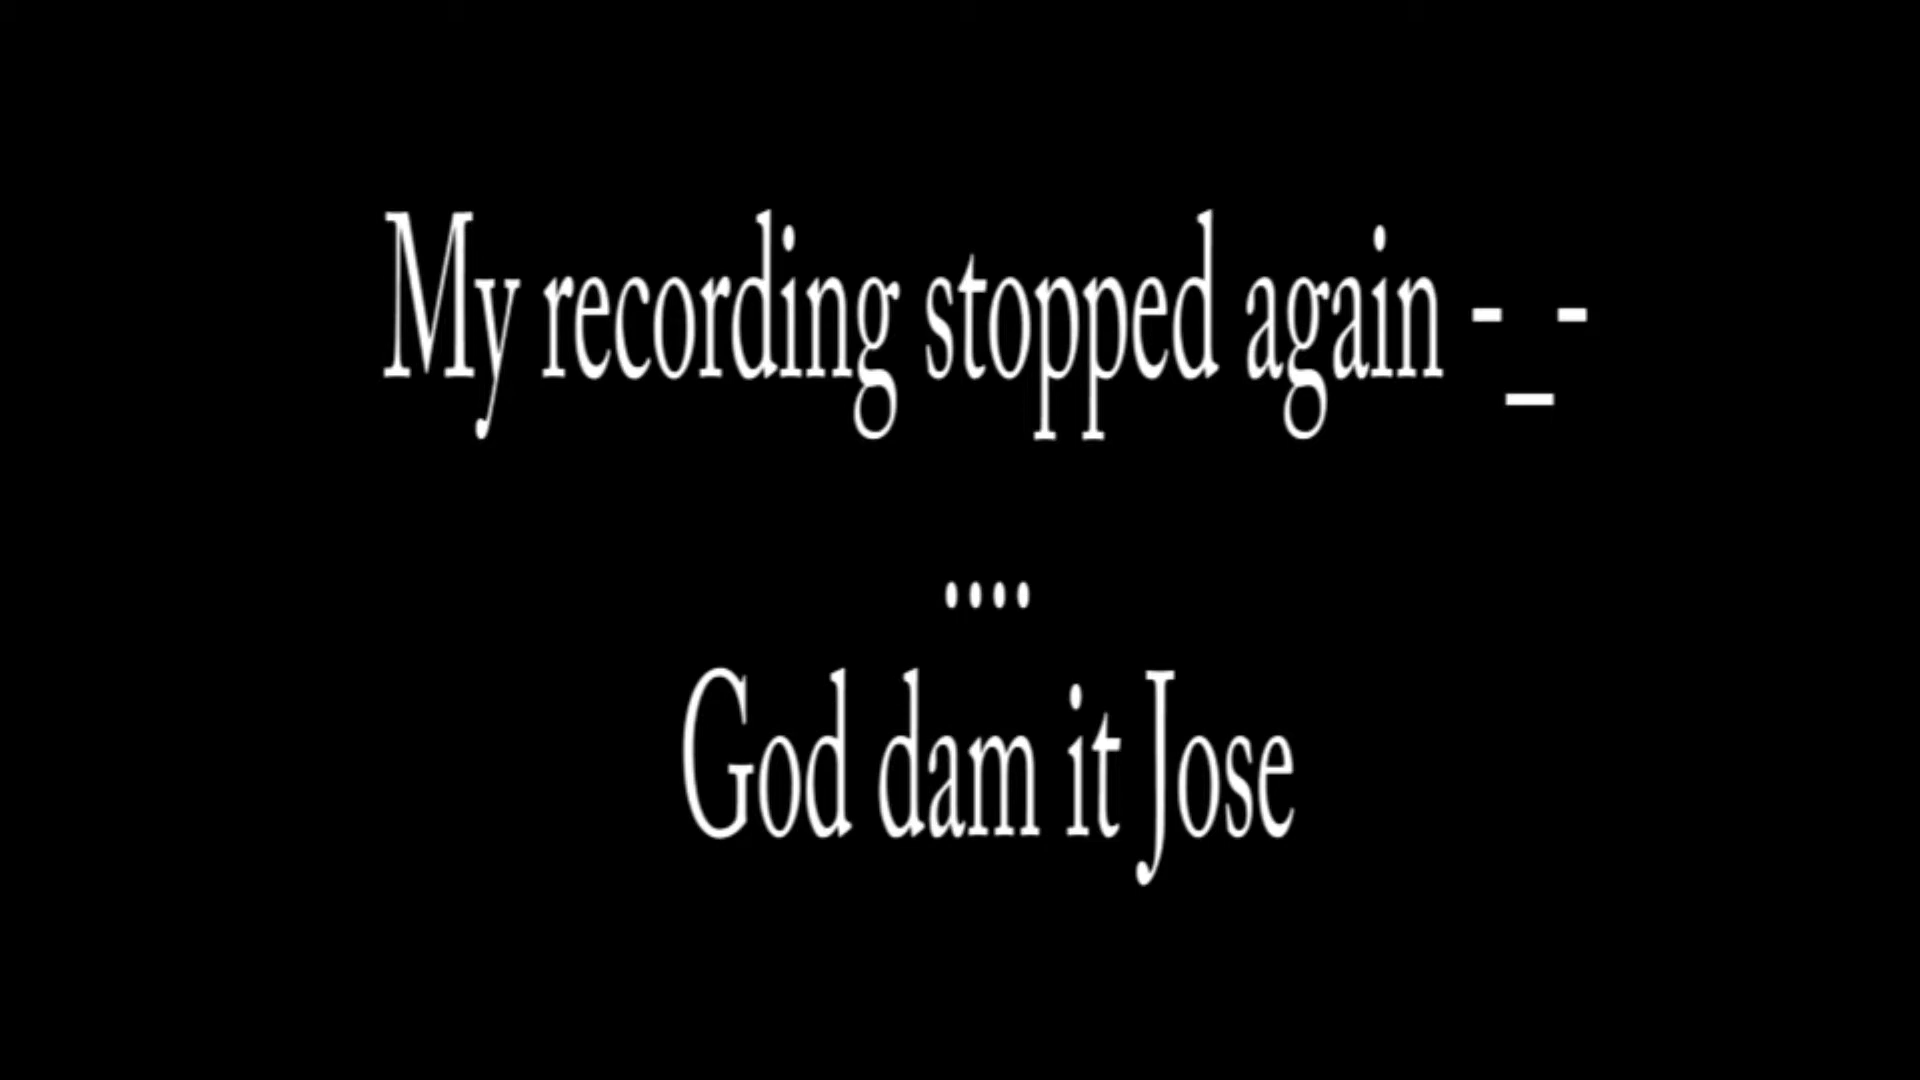 My recording stopped again -_-
....
God dam it Jose